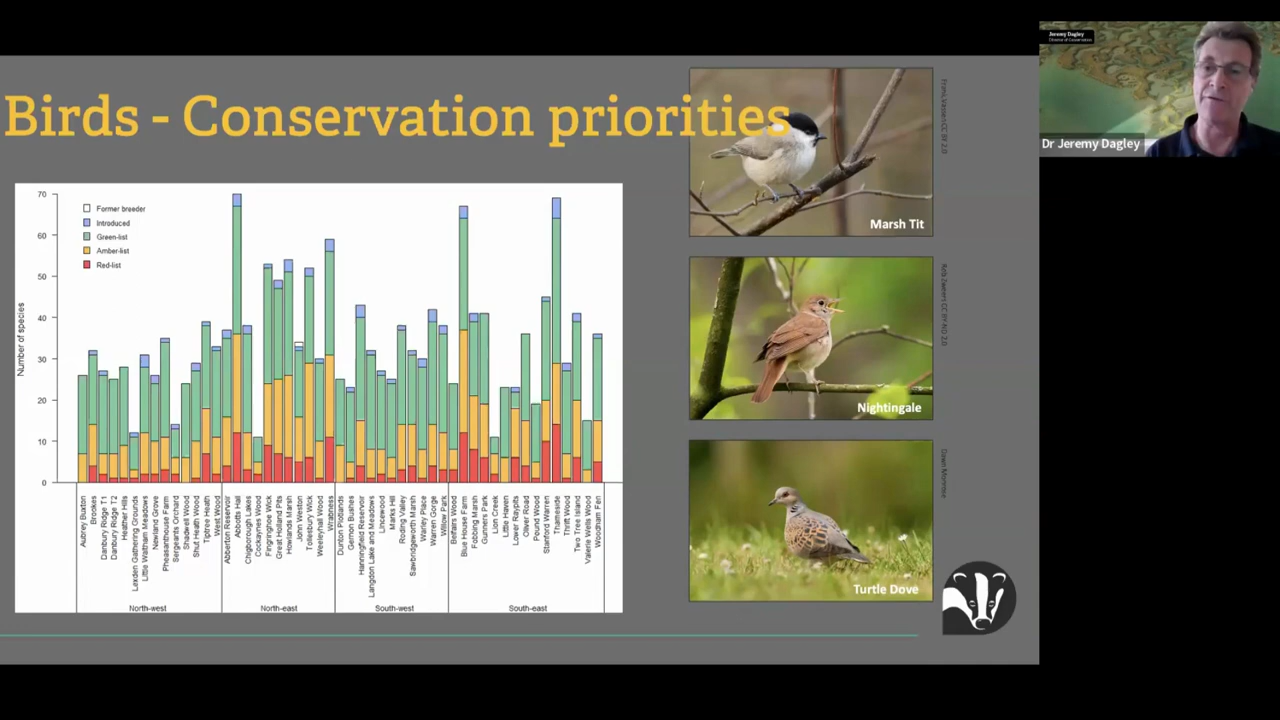 Birds - Conservation priorities
Jeremy Dagley
Director of Conservation
Dr Jeremy Dagley
Marsh Tit
Nightingale
Turtle Dove
Number of species
70
60
50
40
30
20
10
0
Former breeder
Introduced
Green-list
Amber-list
Red-list
Aubrey Buxton
Brookes
Danbury Ridge T1
Danbury Ridge T2
Heather Hills
Lexden Gathering Grounds
Little Waltham Meadows
Newland Grove
Pheasanthouse Farm
Sergeants Orchard
Shadwell Wood
Shut Heath Wood
Tiptree Heath
West Wood
Abberton Reservoir
Abbotts Hall
Chigborough Lakes
Cockaynes Wood
Fingringhoe Wick
Great Holland Pits
Howlands Marsh
John Weston
Tollesbury Wick
Weeleyhall Wood
Wrabness
Dunton Plotlands
Gernon Bushes
Hanningfield Reservoir
Langdon Lake and Meadows
Linsewood
Marks Hill
Roding Valley
Sawbridgeworth Marsh
Warley Place
Warren Gorge
Willow Park
Belfairs Wood
Blue House Farm
Fobbing Marsh
Gunners Park
Lion Creek
Little Haven
Lower Raypits
Oliver Road
Pound Wood
Stanford Warren
Thameside
Thrift Wood
Two Tree Island
Valerie Wells Wood
Woodham Fen
North-west
North-east
South-west
South-east